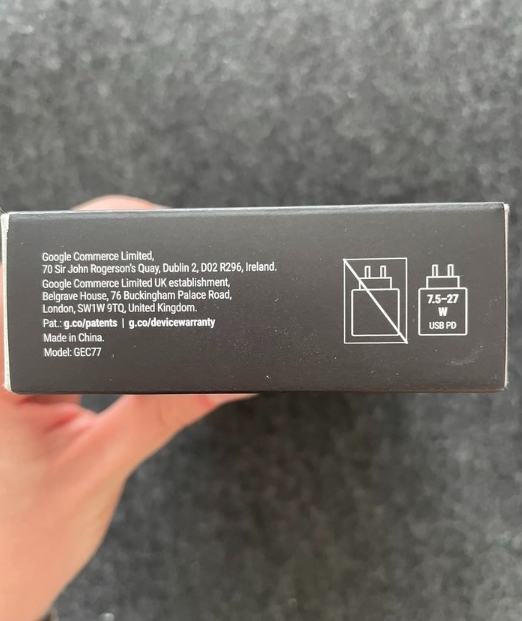 Google Commerce Limited,
70 Sir John Rogerson's Quay, Dublin 2, D02 R296, Ireland.
Google Commerce Limited UK establishment,
Belgrave House, 76 Buckingham Palace Road,
London, SW1W 9TQ, United Kingdom.
Pat.: g.co/patents | g.co/devicewarranty
Made in China.
Model: GEC77
7.5–27
W
USB PD